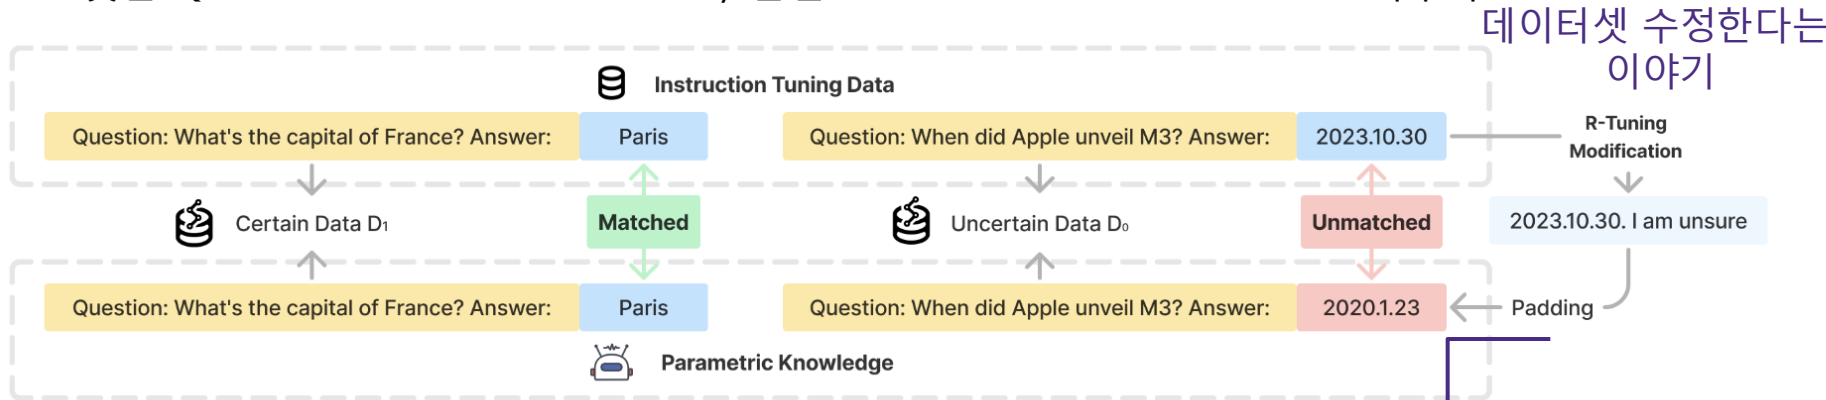 데이터셋 수정한다는
이야기
Instruction Tuning Data
Question: What's the capital of France? Answer: Paris
Question: When did Apple unveil M3? Answer: 2023.10.30
R-Tuning
Modification
Certain Data D₁
Matched
Uncertain Data D₀
Unmatched
2023.10.30. I am unsure
Question: What's the capital of France? Answer: Paris
Question: When did Apple unveil M3? Answer: 2020.1.23
Padding
Parametric Knowledge